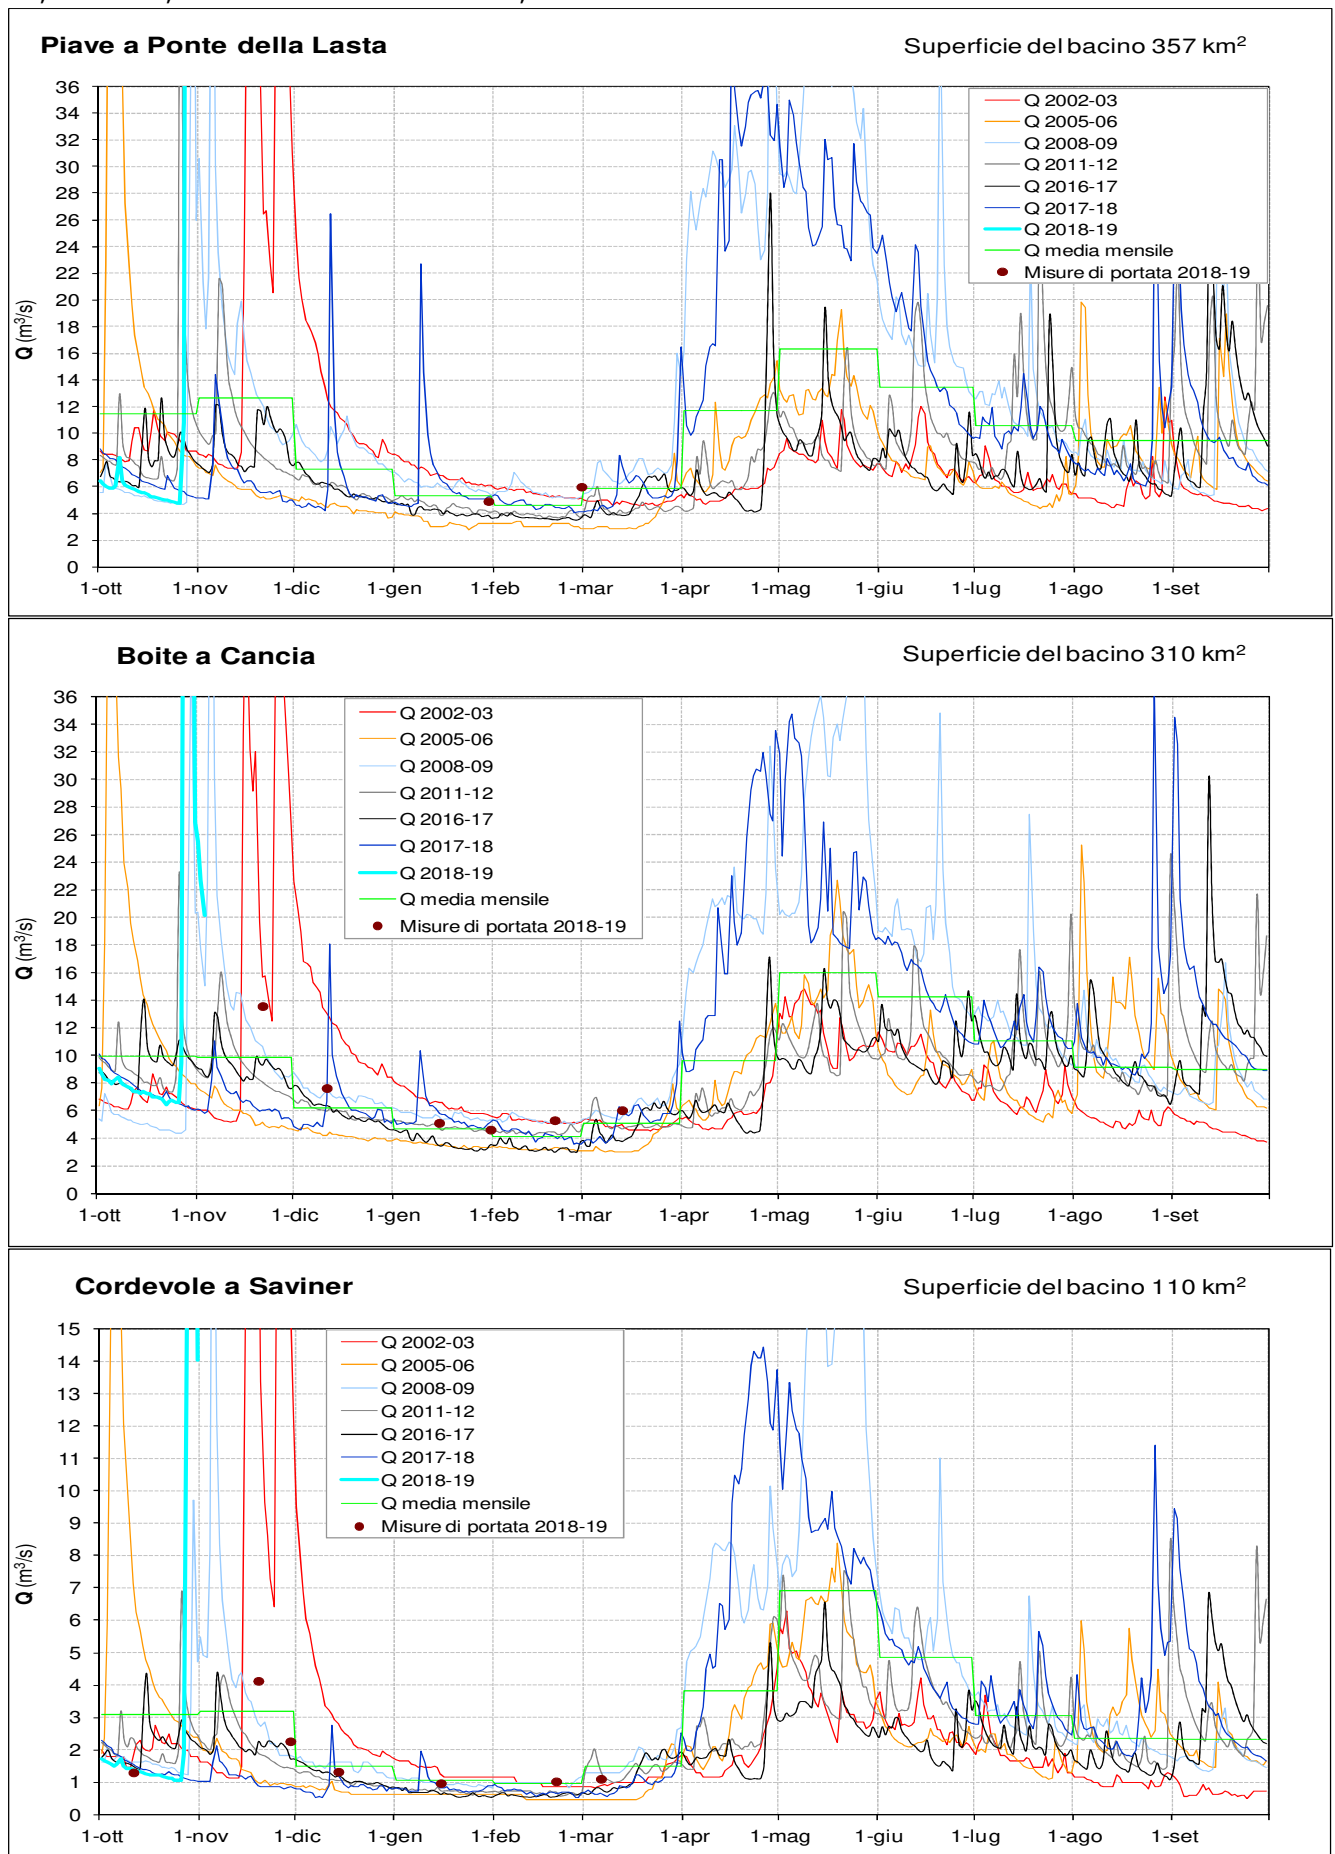 Piave a Ponte della Lasta
Superficie del bacino 357 km²
Q (m³/s)
36
34
32
30
28
26
24
22
20
18
16
14
12
10
8
6
4
2
0
Q 2002-03
Q 2005-06
Q 2008-09
Q 2011-12
Q 2016-17
Q 2017-18
Q 2018-19
Q media mensile
Misure di portata 2018-19
1-ott 1-nov 1-dic 1-gen 1-feb 1-mar 1-apr 1-mag 1-giu 1-lug 1-ago 1-set
Boite a Cancia
Superficie del bacino 310 km²
Q (m³/s)
36
34
32
30
28
26
24
22
20
18
16
14
12
10
8
6
4
2
0
Q 2002-03
Q 2005-06
Q 2008-09
Q 2011-12
Q 2016-17
Q 2017-18
Q 2018-19
Q media mensile
Misure di portata 2018-19
1-ott 1-nov 1-dic 1-gen 1-feb 1-mar 1-apr 1-mag 1-giu 1-lug 1-ago 1-set
Cordevole a Saviner
Superficie del bacino 110 km²
Q (m³/s)
15
14
13
12
11
10
9
8
7
6
5
4
3
2
1
0
Q 2002-03
Q 2005-06
Q 2008-09
Q 2011-12
Q 2016-17
Q 2017-18
Q 2018-19
Q media mensile
Misure di portata 2018-19
1-ott 1-nov 1-dic 1-gen 1-feb 1-mar 1-apr 1-mag 1-giu 1-lug 1-ago 1-set